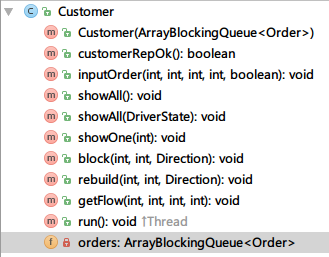 Customer
Customer(ArrayBlockingQueue<Order>)
customerRepOk(): boolean
inputOrder(int, int, int, int, boolean): void
showAll(): void
showAll(DriverState): void
showOne(int): void
block(int, int, Direction): void
rebuild(int, int, Direction): void
getFlow(int, int, int, int): void
run(): void ↑Thread
orders: ArrayBlockingQueue<Order>